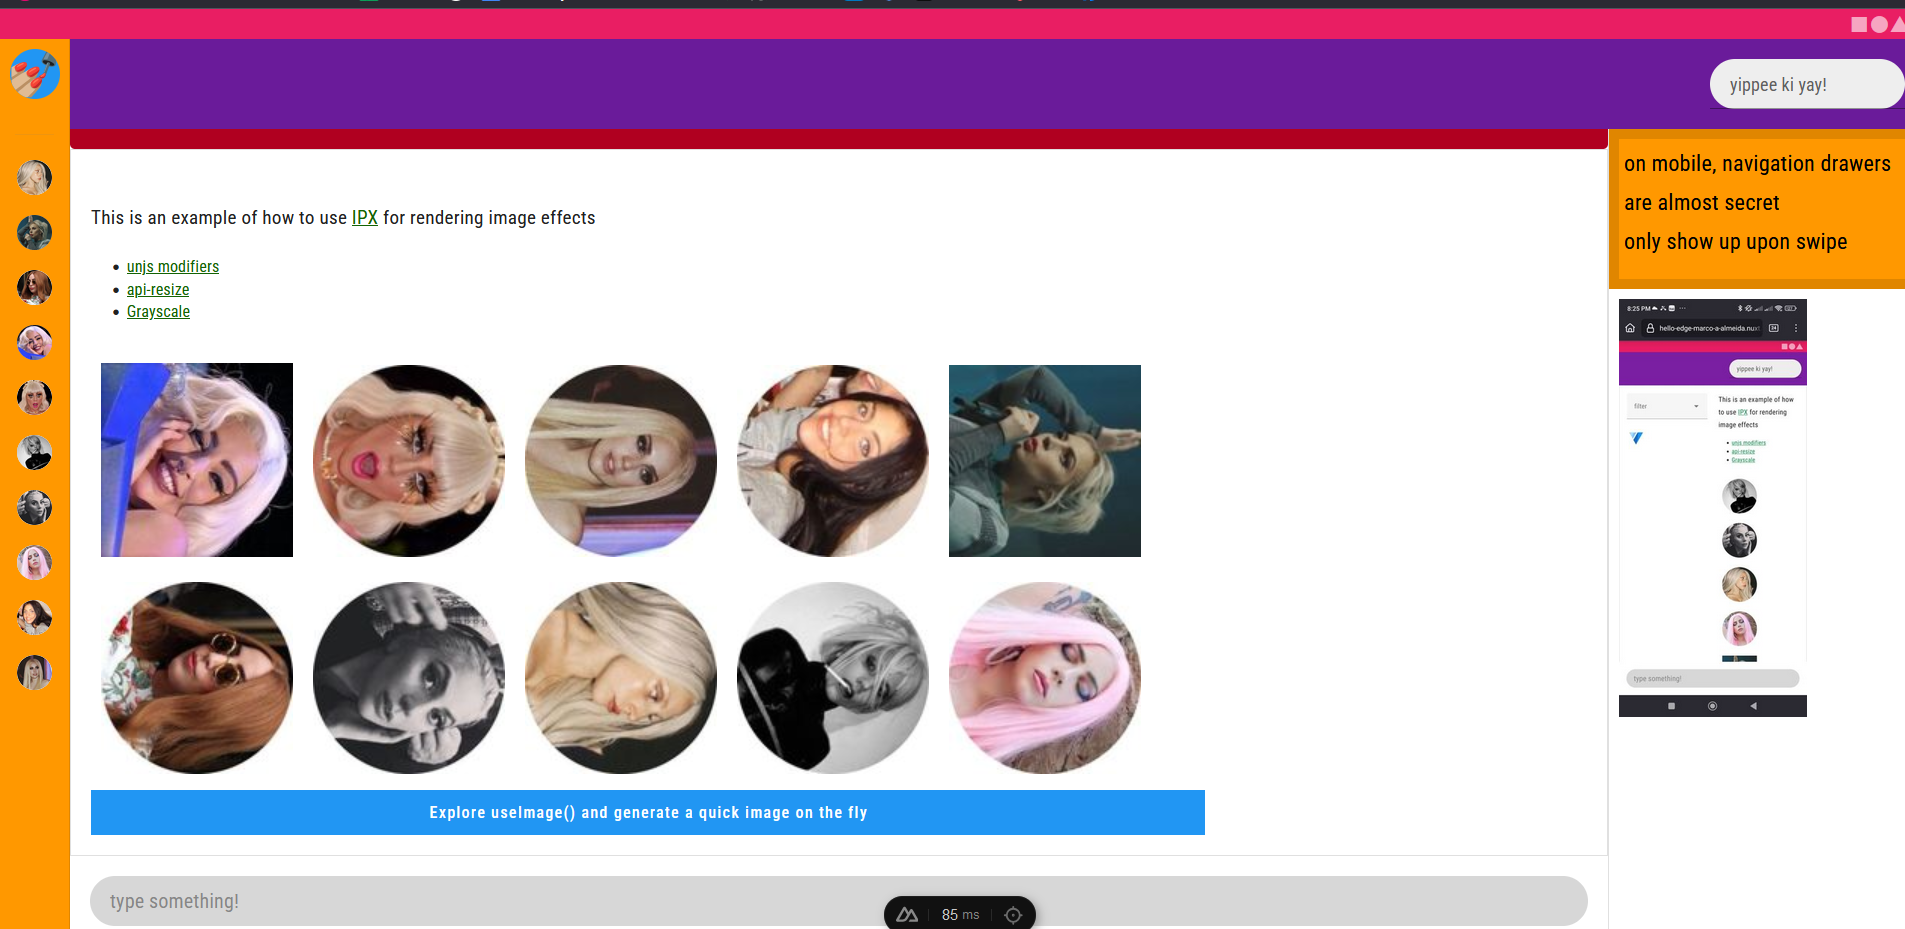 yippee ki yay!
This is an example of how to use IPX for rendering image effects
unjs modifiers
api-resize
Grayscale
Explore useImage() and generate a quick image on the fly
type something!
85 ms
on mobile, navigation drawers
are almost secret
only show up upon swipe
8:25 PM
24
hello-edge-marco-a-almeida.nuxt
yippee ki yay!
filter
This is an example of how
to use IPX for rendering
image effects
unjs modifiers
api-resize
Grayscale
type something!